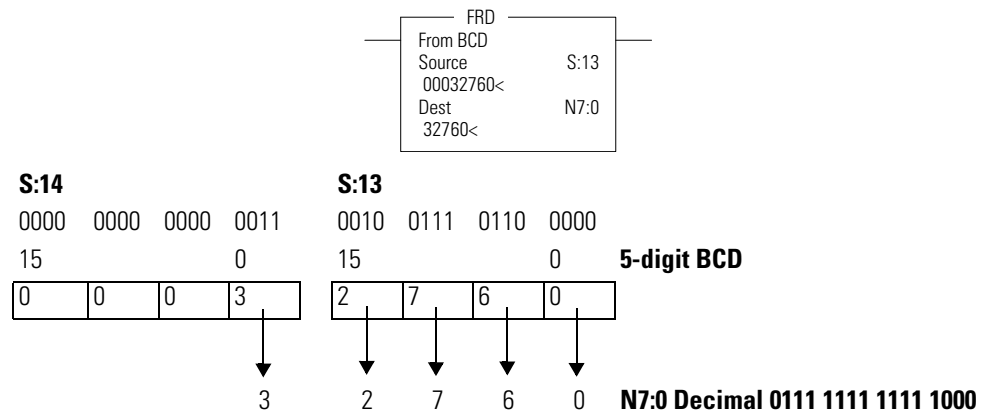 FRD
From BCD
Source S:13
00032760<
Dest N7:0
32760<
S:14 S:13
0000 0000 0000 0011 0010 0111 0110 0000
15 0 15 0 5-digit BCD
0 0 0 3 2 7 6 0
3 2 7 6 0 N7:0 Decimal 0111 1111 1111 1000